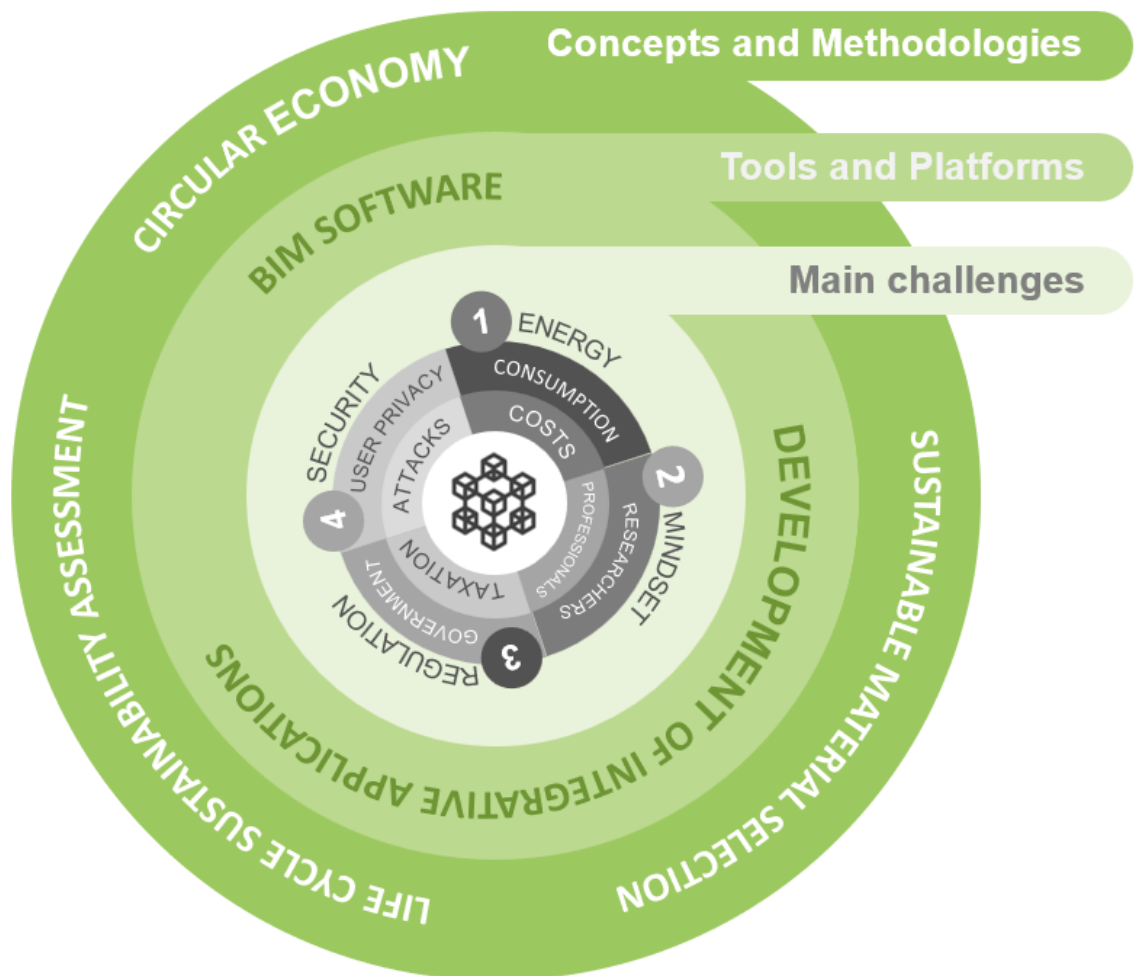 Concepts and Methodologies
Tools and Platforms
Main challenges
CIRCULAR ECONOMY
SUSTAINABLE MATERIAL SELECTION
LIFE CYCLE SUSTAINABILITY ASSESSMENT
BIM SOFTWARE
DEVELOPMENT OF INTEGRATIVE APPLICATIONS
1
ENERGY
CONSUMPTION
COSTS
2
MINDSET
RESEARCHERS
PROFESSIONALS
3
REGULATION
GOVERNMENT
TAXATION
4
SECURITY
USER PRIVACY
ATTACKS